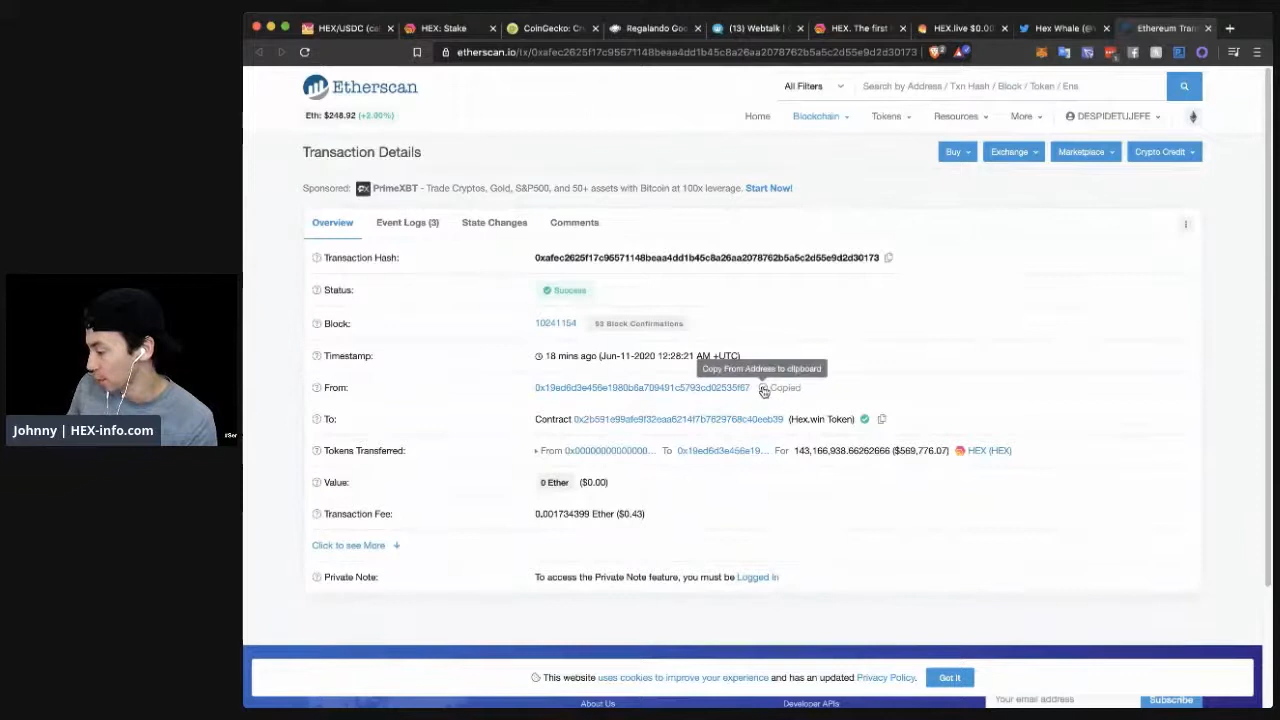 HEX/USDC (ca
HEX: Stake
CoinGecko: Cr
Regalando Go
(13) Webtalk | C
HEX. The first h
HEX.live $0.0
Hex Whale (@E
Ethereum Tran
etherscan.io/tx/0xafec2625f17c95571148beaa4dd1b45c8a26aa2078762b5a5c2d55e9d2d30173
Etherscan
All Filters
Search by Address / Txn Hash / Block / Token / Ens
Eth: $248.92 (+2.00%)
Home
Blockchain
Tokens
Resources
More
DESPIDETUJEFE
Transaction Details
Buy
Exchange
Marketplace
Crypto Credit
Sponsored: PrimeXBT - Trade Cryptos, Gold, S&P500, and 50+ assets with Bitcoin at 100x leverage. Start Now!
Overview
Event Logs (3)
State Changes
Comments
Transaction Hash: 0xafec2625f17c95571148beaa4dd1b45c8a26aa2078762b5a5c2d55e9d2d30173
Status: Success
Block: 10241154 53 Block Confirmations
Timestamp: 18 mins ago (Jun-11-2020 12:28:21 AM +UTC)
Copy From Address to clipboard
From: 0x19ed6d3e456e1980b6a709491c5793cd02535f67 Copied
To: Contract 0x2b591e99afe9f32eaa6214f7b7629768c40eeb39 (Hex.win Token)
Tokens Transferred: From 0x00000000000000... To 0x19ed6d3e456e19... For 143,166,938.66262666 ($569,776.07) HEX (HEX)
Value: 0 Ether ($0.00)
Transaction Fee: 0.001734399 Ether ($0.43)
Click to see More
Private Note: To access the Private Note feature, you must be Logged In
Johnny | HEX-info.com
This website uses cookies to improve your experience and has an updated Privacy Policy. Got It
About Us
Developer APIs
Your email address
Subscribe